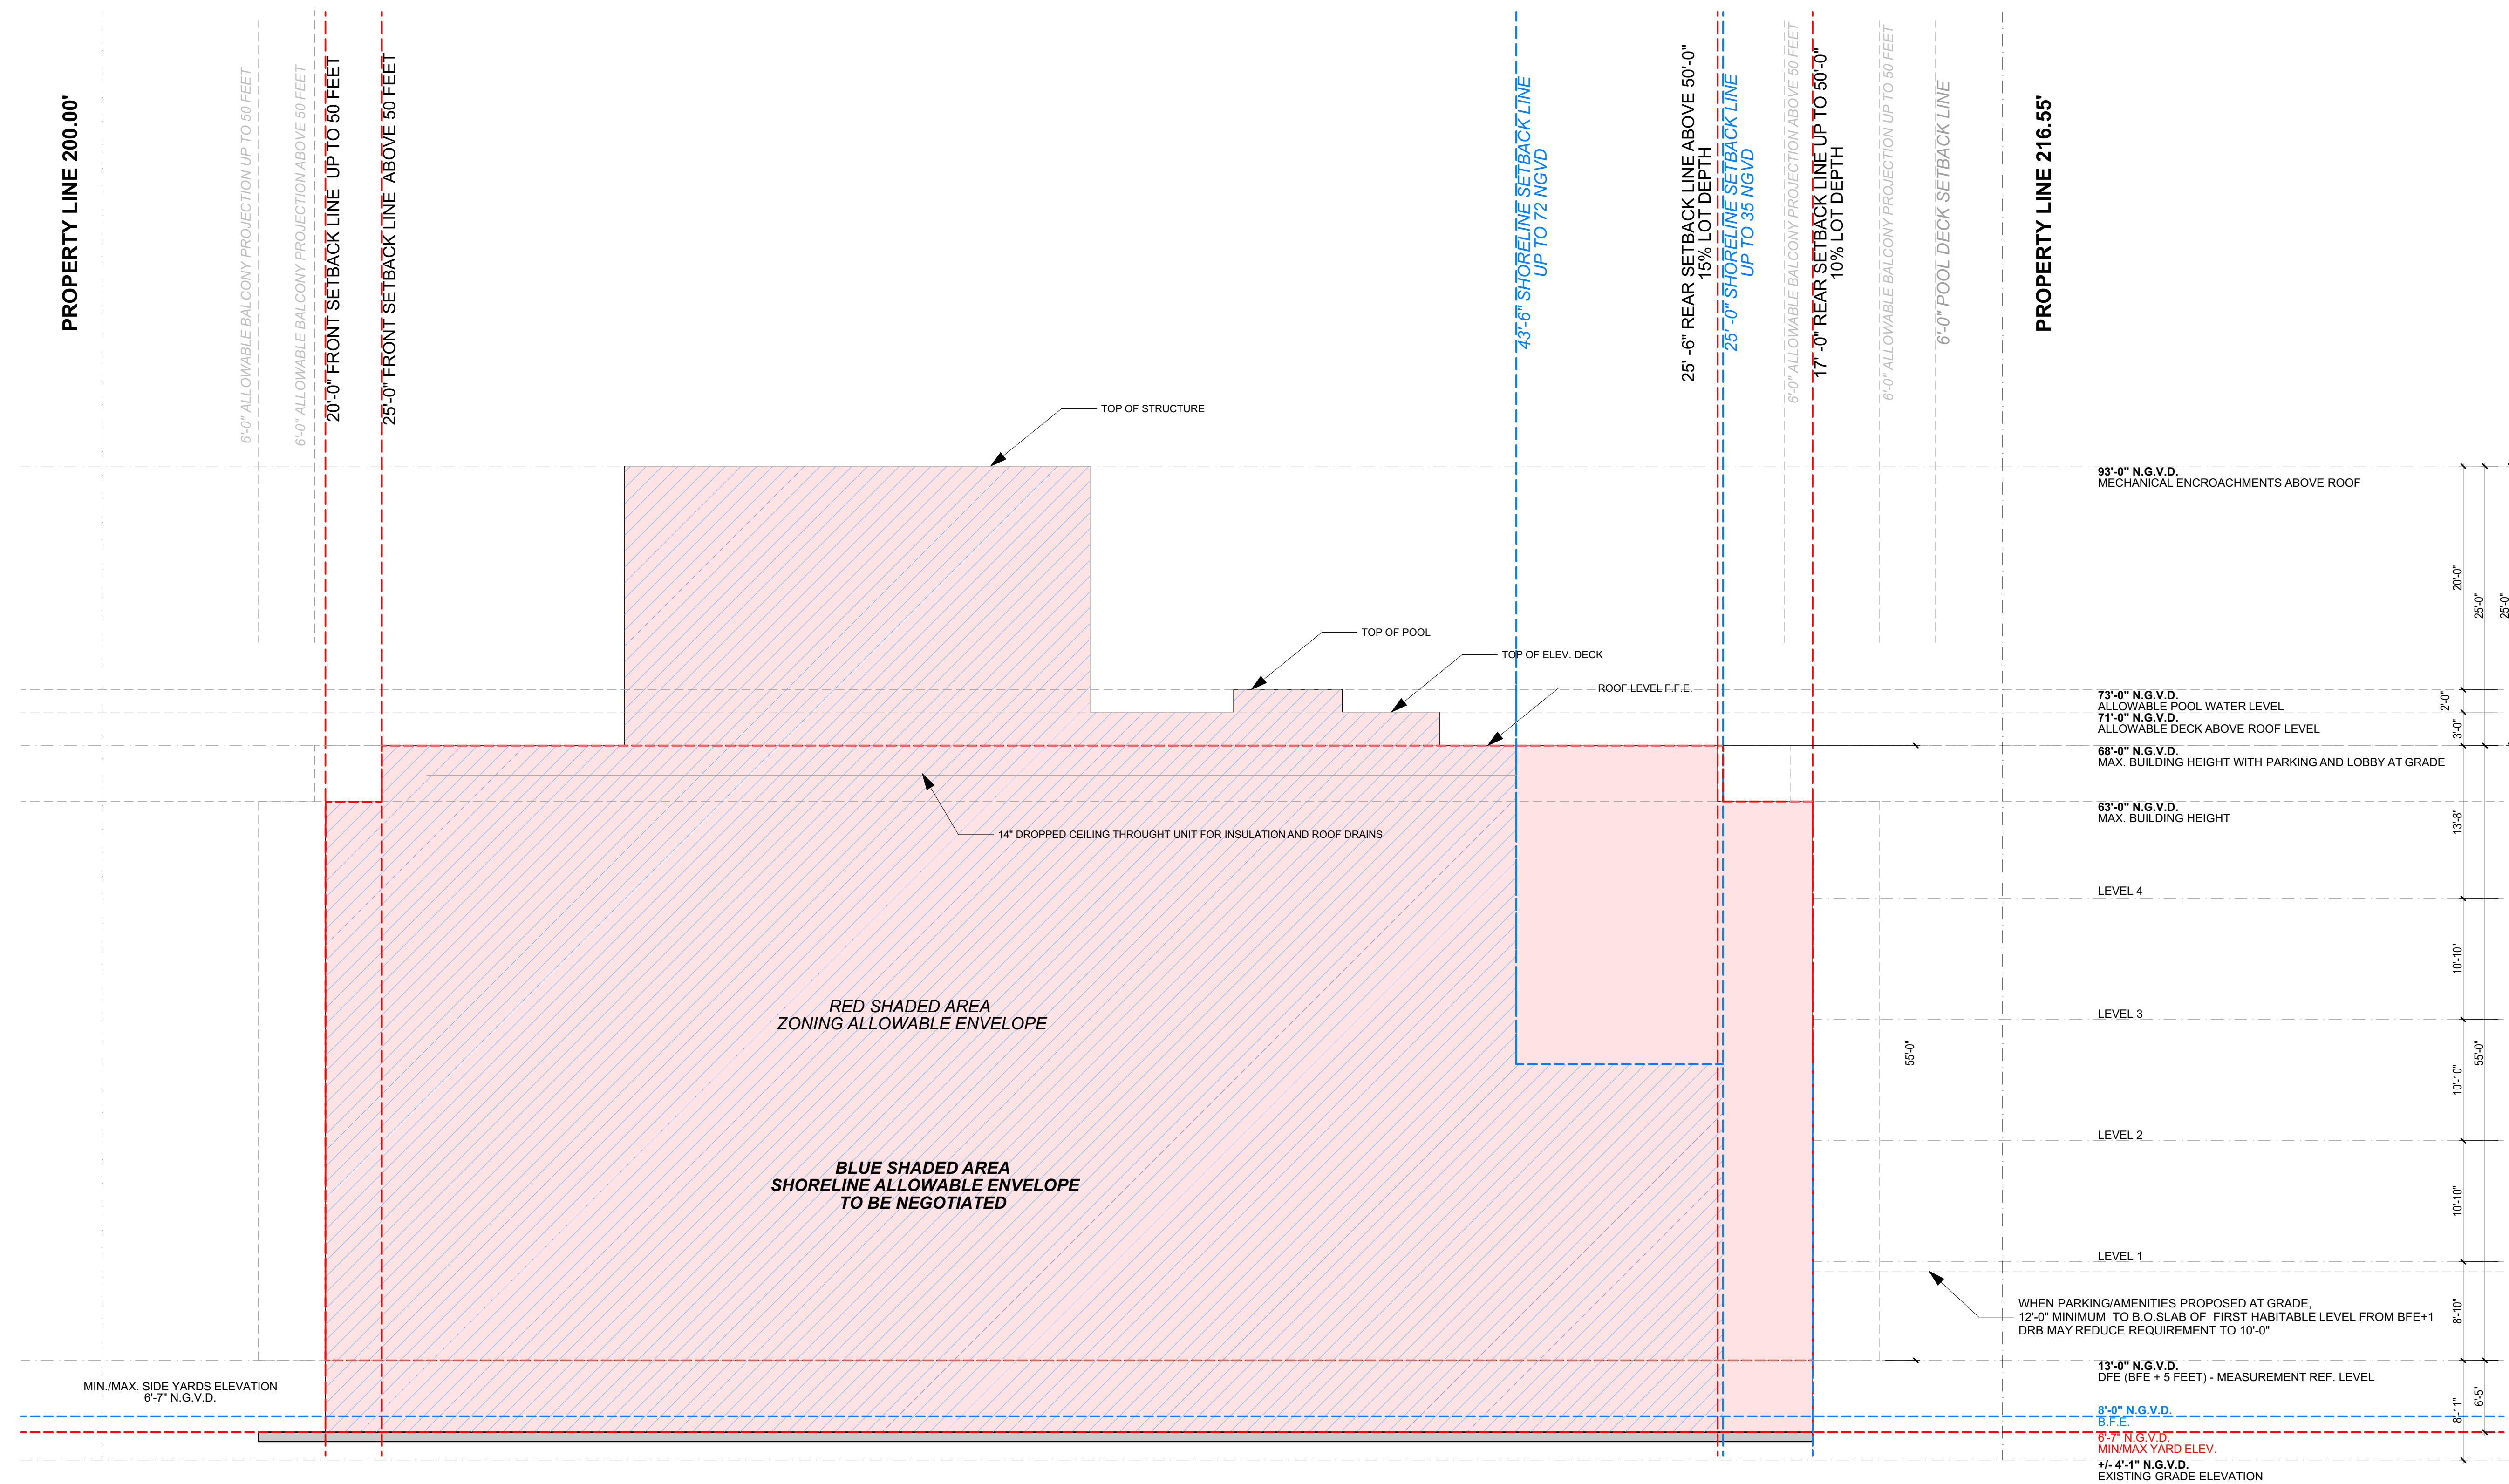 PROPERTY LINE 200.00'
6'-0" ALLOWABLE BALCONY PROJECTION UP TO 50 FEET
6'-0" ALLOWABLE BALCONY PROJECTION ABOVE 50 FEET
20'-0" FRONT SETBACK LINE UP TO 50 FEET
25'-0" FRONT SETBACK LINE ABOVE 50 FEET
43'-6" SHORELINE SETBACK LINE
UP TO 72 NGVD
25' -6" REAR SETBACK LINE ABOVE 50'-0"
15% LOT DEPTH
25' -0" SHORELINE SETBACK LINE
UP TO 35 NGVD
6'-0" ALLOWABLE BALCONY PROJECTION ABOVE 50 FEET
17' -0" REAR SETBACK LINE UP TO 50'-0"
10% LOT DEPTH
6'-0" ALLOWABLE BALCONY PROJECTION UP TO 50 FEET
6'-0" POOL DECK SETBACK LINE
PROPERTY LINE 216.55'
TOP OF STRUCTURE
TOP OF POOL
TOP OF ELEV. DECK
ROOF LEVEL F.F.E.
14" DROPPED CEILING THROUGHT UNIT FOR INSULATION AND ROOF DRAINS
RED SHADED AREA
ZONING ALLOWABLE ENVELOPE
BLUE SHADED AREA
SHORELINE ALLOWABLE ENVELOPE
TO BE NEGOTIATED
MIN./MAX. SIDE YARDS ELEVATION
6'-7" N.G.V.D.
55'-0"
93'-0" N.G.V.D.
MECHANICAL ENCROACHMENTS ABOVE ROOF
73'-0" N.G.V.D.
ALLOWABLE POOL WATER LEVEL
71'-0" N.G.V.D.
ALLOWABLE DECK ABOVE ROOF LEVEL
68'-0" N.G.V.D.
MAX. BUILDING HEIGHT WITH PARKING AND LOBBY AT GRADE
63'-0" N.G.V.D.
MAX. BUILDING HEIGHT
LEVEL 4
LEVEL 3
LEVEL 2
LEVEL 1
WHEN PARKING/AMENITIES PROPOSED AT GRADE,
12'-0" MINIMUM TO B.O.SLAB OF FIRST HABITABLE LEVEL FROM BFE+1
DRB MAY REDUCE REQUIREMENT TO 10'-0"
13'-0" N.G.V.D.
DFE (BFE + 5 FEET) - MEASUREMENT REF. LEVEL
8'-0" N.G.V.D.
B.F.E.
6'-7" N.G.V.D.
MIN/MAX YARD ELEV.
+/- 4'-1" N.G.V.D.
EXISTING GRADE ELEVATION
20'-0"
2'-0"
3'-0"
13'-8"
10'-10"
10'-10"
10'-10"
8'-10"
8'-11"
25'-0"
55'-0"
6'-5"
25'-0"